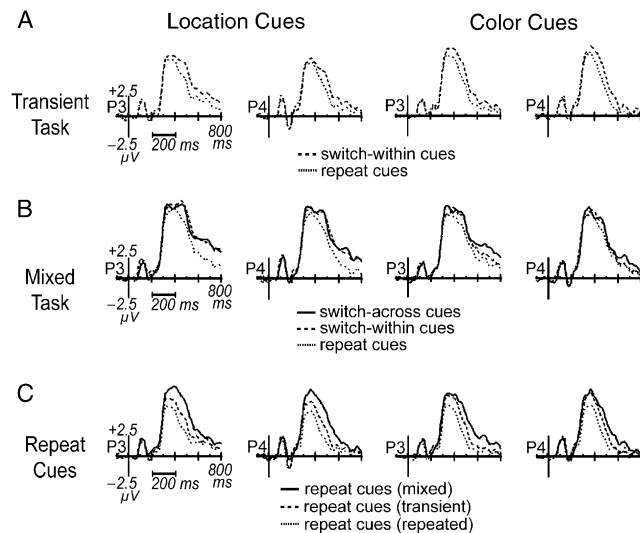 A
Location Cues
Color Cues
Transient
Task
+2.5
P3
−2.5
µV
200 ms
800
ms
P4
P3
P4
switch-within cues
repeat cues
B
Mixed
Task
+2.5
P3
−2.5
µV
200 ms
800
ms
P4
P3
P4
switch-across cues
switch-within cues
repeat cues
C
Repeat
Cues
+2.5
P3
−2.5
µV
200 ms
800
ms
P4
P3
P4
repeat cues (mixed)
repeat cues (transient)
repeat cues (repeated)